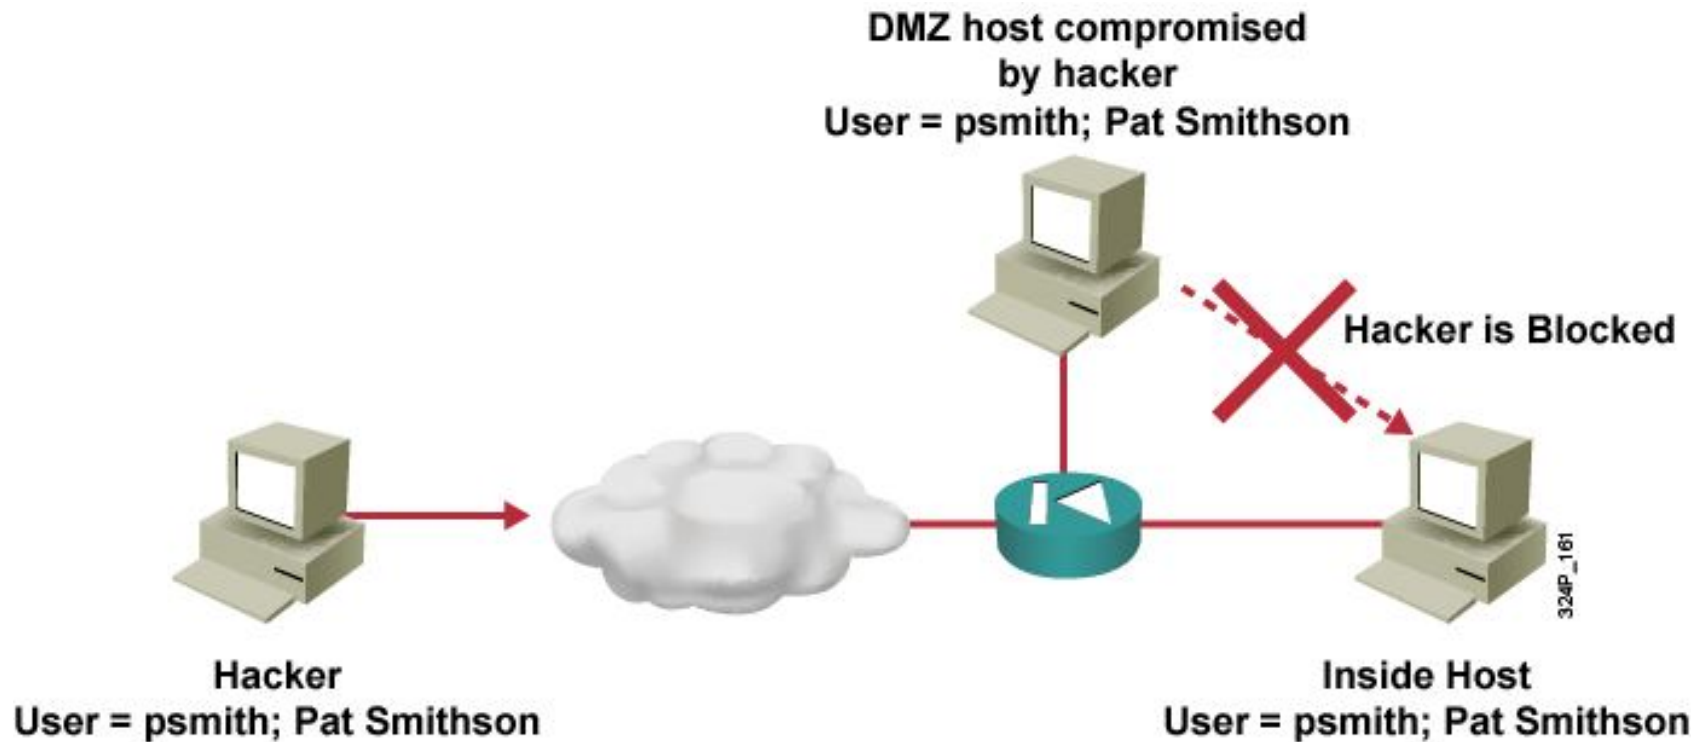 DMZ host compromised
by hacker
User = psmith; Pat Smithson
Hacker is Blocked
324P_161
Hacker
User = psmith; Pat Smithson
Inside Host
User = psmith; Pat Smithson